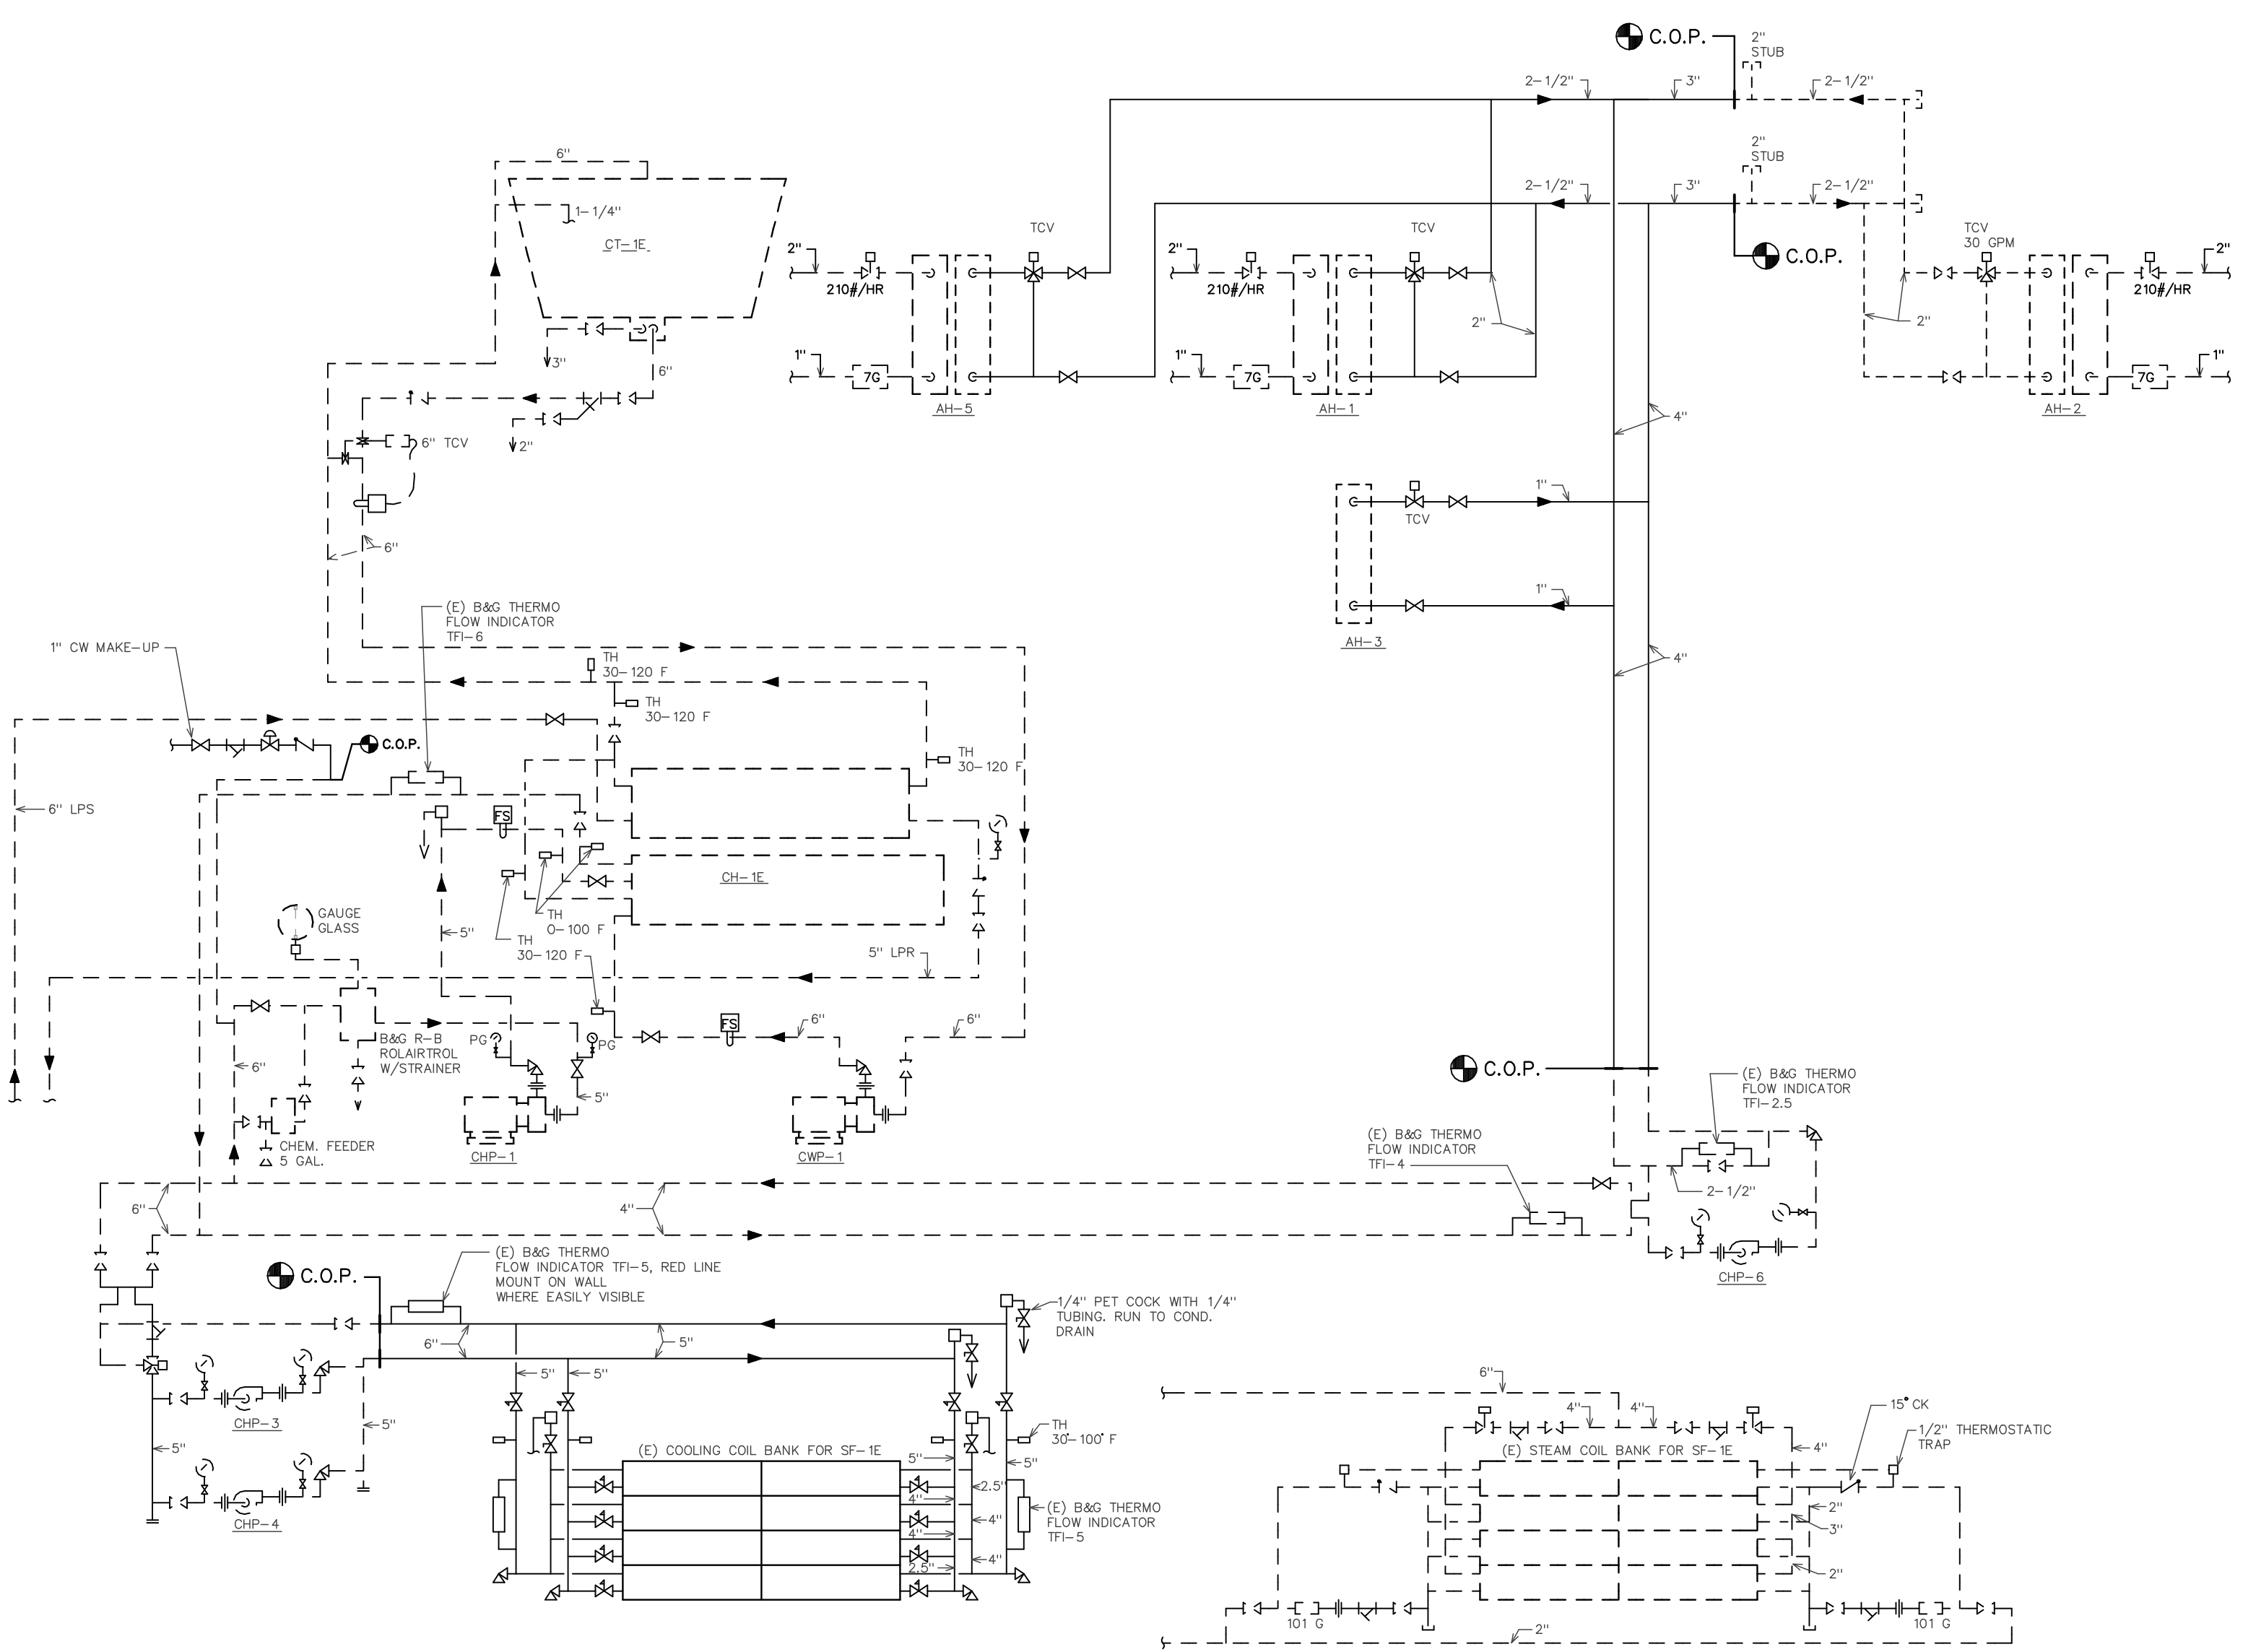 C.O.P.
2"
STUB
2-1/2"
3"
2-1/2"
6"
2"
STUB
2-1/2"
3"
2-1/2"
1-1/4"
CT-1E
TCV
TCV
TCV
30 GPM
C.O.P.
2"
2"
2"
210#/HR
210#/HR
210#/HR
2"
2"
3"
6"
1"
1"
1"
7G
7G
7G
AH-5
AH-1
AH-2
4"
6" TCV
2"
1"
TCV
6"
1"
(E) B&G THERMO
FLOW INDICATOR
TFI-6
AH-3
1" CW MAKE-UP
TH
30-120 F
4"
TH
30-120 F
C.O.P.
TH
30-120 F
6" LPS
FS
CH-1E
GAUGE
GLASS
TH
0-100 F
5"
TH
30-120 F
5" LPR
6"
6"
FS
B&G R-B
ROLAIRTROL
W/STRAINER
PG
PG
6"
5"
C.O.P.
(E) B&G THERMO
FLOW INDICATOR
TFI-2.5
CHEM. FEEDER
5 GAL.
CHP-1
CWP-1
(E) B&G THERMO
FLOW INDICATOR
TFI-4
2-1/2"
6"
4"
CHP-6
(E) B&G THERMO
FLOW INDICATOR TFI-5, RED LINE
MOUNT ON WALL
WHERE EASILY VISIBLE
C.O.P.
1/4" PET COCK WITH 1/4"
TUBING. RUN TO COND.
DRAIN
6"
5"
5"
5"
6"
CHP-3
5"
5"
4"
4"
15° CK
1/2" THERMOSTATIC
TRAP
TH
30°-100° F
(E) COOLING COIL BANK FOR SF-1E
(E) STEAM COIL BANK FOR SF-1E
4"
5"
5"
2.5"
4"
2"
(E) B&G THERMO
FLOW INDICATOR
TFI-5
4"
3"
CHP-4
4"
4"
2.5"
2"
101 G
101 G
2"